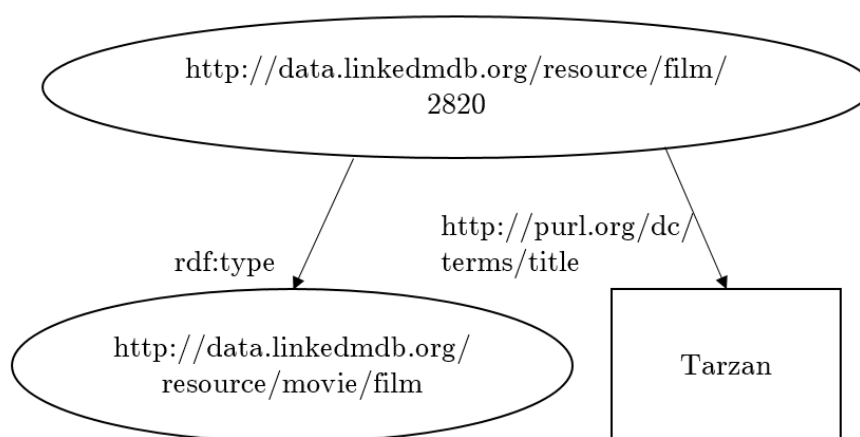 http://data.linkedmdb.org/resource/film/
2820
http://purl.org/dc/
terms/title
rdf:type
http://data.linkedmdb.org/
resource/movie/film
Tarzan